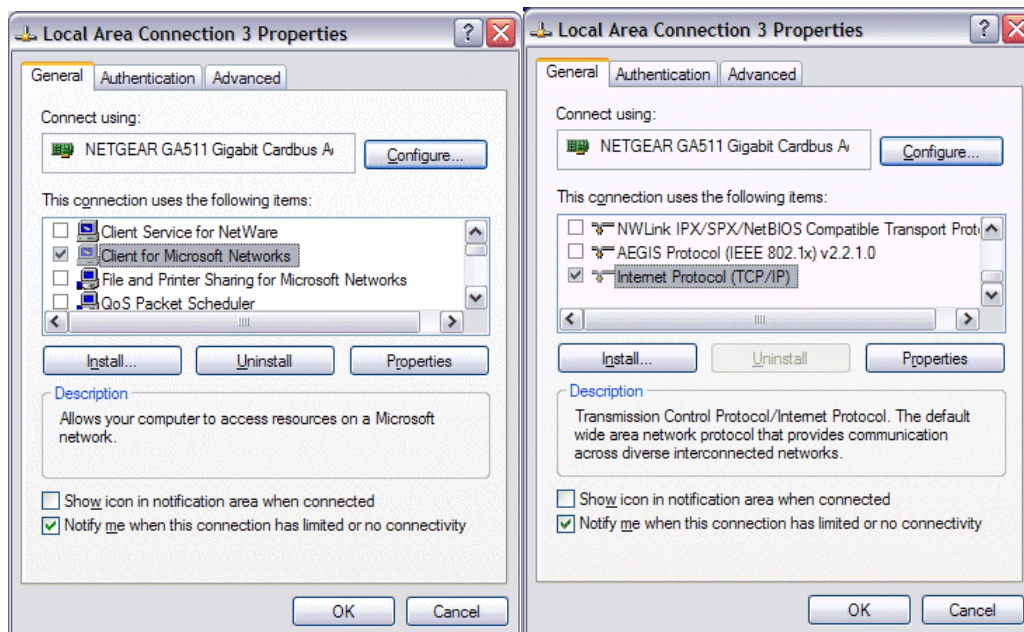 Local Area Connection 3 Properties
General
Authentication
Advanced
Connect using:
NETGEAR GA511 Gigabit Cardbus A
Configure...
This connection uses the following items:
Client Service for NetWare
Client for Microsoft Networks
File and Printer Sharing for Microsoft Networks
QoS Packet Scheduler
Install...
Uninstall
Properties
Description
Allows your computer to access resources on a Microsoft
network.
Show icon in notification area when connected
Notify me when this connection has limited or no connectivity
OK
Cancel
Local Area Connection 3 Properties
General
Authentication
Advanced
Connect using:
NETGEAR GA511 Gigabit Cardbus A
Configure...
This connection uses the following items:
NWLink IPX/SPX/NetBIOS Compatible Transport Prot
AEGIS Protocol (IEEE 802.1x) v2.2.1.0
Internet Protocol (TCP/IP)
Install...
Uninstall
Properties
Description
Transmission Control Protocol/Internet Protocol. The default
wide area network protocol that provides communication
across diverse interconnected networks.
Show icon in notification area when connected
Notify me when this connection has limited or no connectivity
OK
Cancel